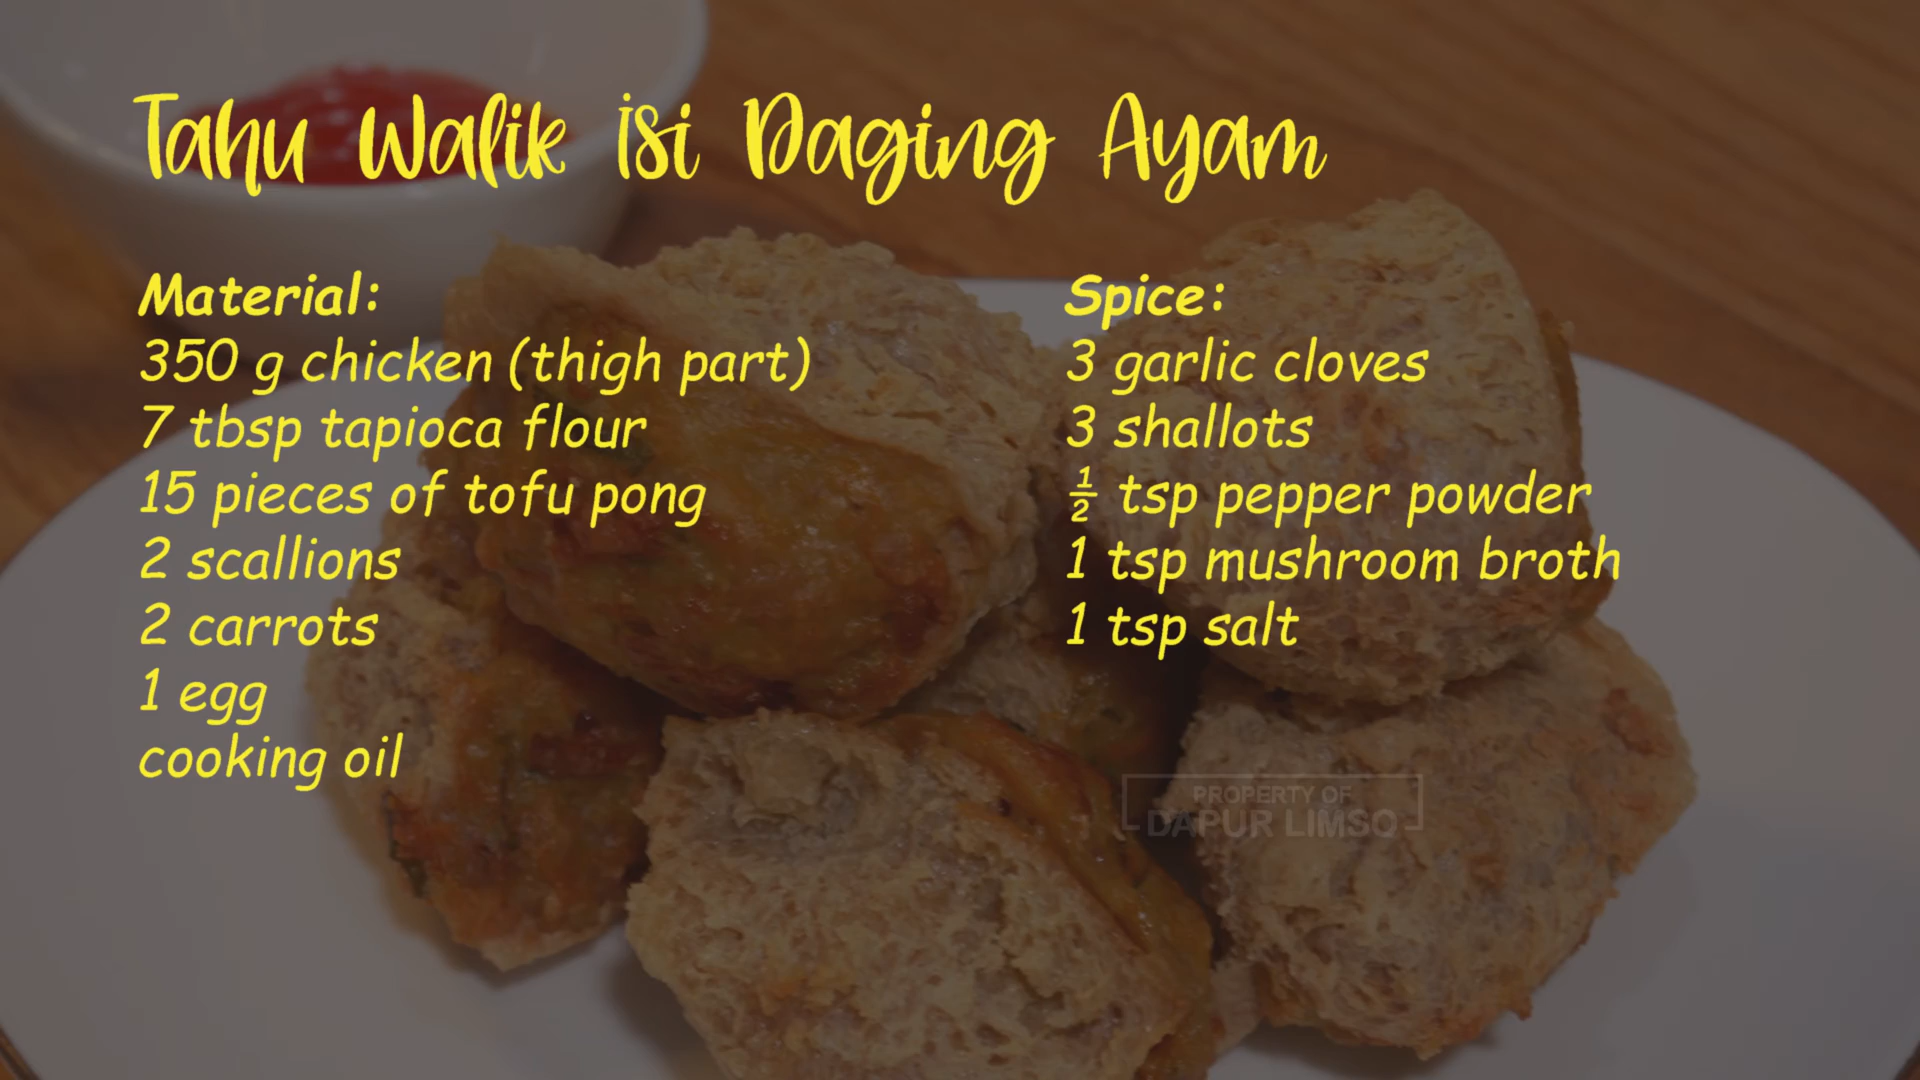 Tahu Walik isi Daging Ayam
Material:
350 g chicken (thigh part)
7 tbsp tapioca flour
15 pieces of tofu pong
2 scallions
2 carrots
1 egg
cooking oil
Spice:
3 garlic cloves
3 shallots
½ tsp pepper powder
1 tsp mushroom broth
1 tsp salt
PROPERTY OF
DAPUR LIMSO